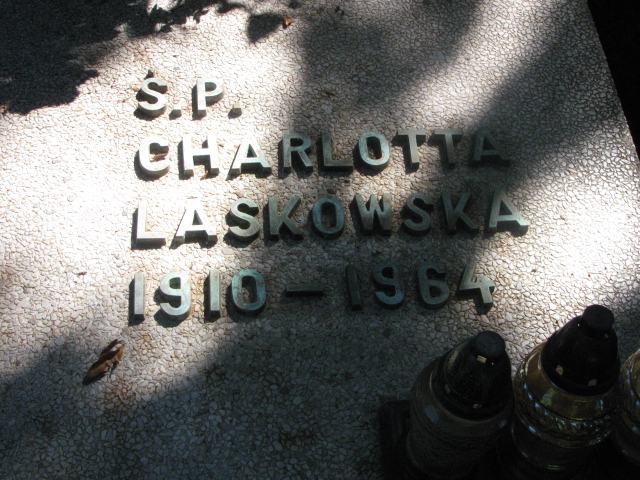 Ś.P.
CHARLOTTA
LASKOWSKA
1910 – 1964